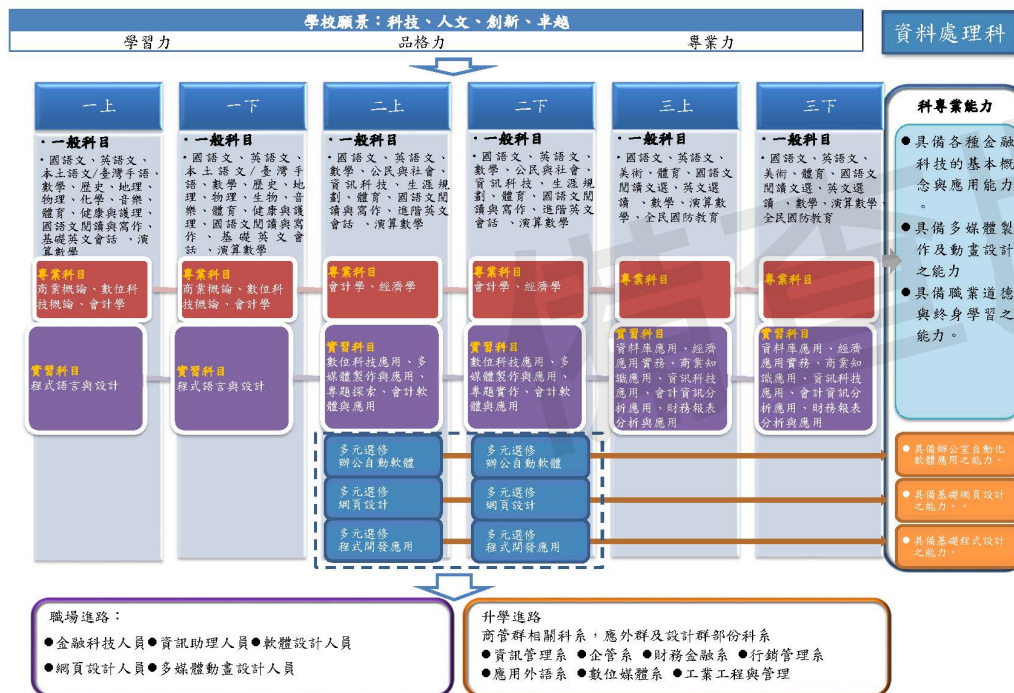 學校願景：科技、人文、創新、卓越
學習力
品格力
專業力
資料處理科
一上
・一般科目
・國語文、英語文、
本土語文/臺灣手語、
數學、歷史、地理、
物理、化學、音樂、
體育、健康與護理、
國語文閱讀與寫作、
基礎英文會話、演
算數學
專業科目
商業概論、數位科
技概論、會計學
實習科目
程式語言與設計
一下
・一般科目
・國語文、英語文、
本土語文/臺灣手
語、數學、歷史、地
理、物理、生物、音
樂、體育、健康與護
理、國語文閱讀與寫
作、基礎英文會
話、演算數學
專業科目
商業概論、數位科
技概論、會計學
實習科目
程式語言與設計
二上
・一般科目
・國語文、英語文、
數學、公民與社會、
資訊科技、生涯規
劃、體育、國語文閱
讀與寫作、進階英文
會話、演算數學
專業科目
會計學、經濟學
實習科目
數位科技應用、多
媒體製作與應用、
專題探索、會計軟
體與應用
多元選修
辦公自動軟體
多元選修
網頁設計
多元選修
程式開發應用
二下
・一般科目
・國語文、英語文、
數學、公民與社會、
資訊科技、生涯規
劃、體育、國語文閱
讀與寫作、進階英文
會話、演算數學
專業科目
會計學、經濟學
實習科目
數位科技應用、多
媒體製作與應用、
專題實作、會計軟
體與應用
多元選修
辦公自動軟體
多元選修
網頁設計
多元選修
程式開發應用
三上
・一般科目
・國語文、英語文、
美術、體育、國語文
閱讀文選、英文選
讀、數學、演算數
學、全民國防教育
專業科目
實習科目
資料庫應用、經濟
應用實務、商業知
識應用、資訊科技
應用、會計資訊分
析應用、財務報表
分析與應用
三下
・一般科目
・國語文、英語文、
美術、體育、國語文
閱讀文選、英文選
讀、數學、演算數學、
全民國防教育
專業科目
實習科目
資料庫應用、經濟
應用實務、商業知
識應用、資訊科技
應用、會計資訊分
析應用、財務報表
分析與應用
科專業能力
●具備各種金融
科技的基本概
念與應用能力
。
●具備多媒體製
作及動畫設計
之能力
●具備職業道德
與終身學習之
能力。
●具備辦公室自動化
軟體應用之能力。
●具備基礎網頁設計
之能力。、
●具備基礎程式設計
之能力。
職場進路：
●金融科技人員●資訊助理人員●軟體設計人員
●網頁設計人員●多媒體動畫設計人員
升學進路
商管群相關科系，應外群及設計群部份科系
●資訊管理系 ●企管系 ●財務金融系 ●行銷管理系
●應用外語系 ●數位媒體系 ●工業工程與管理